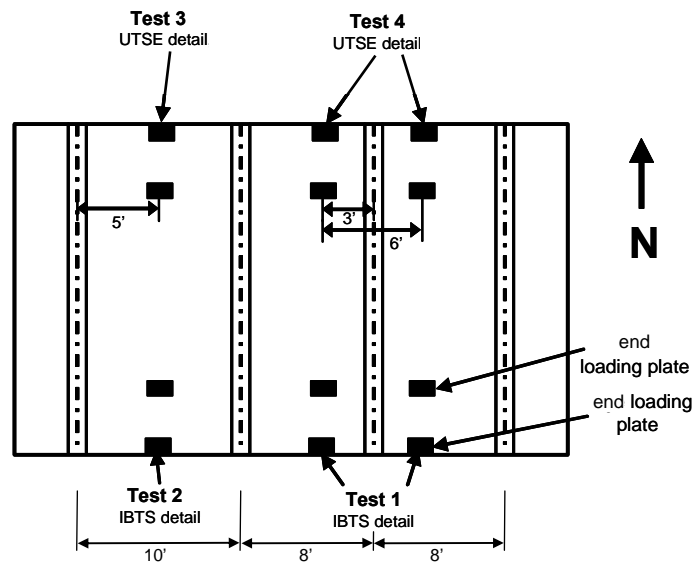 Test 3
UTSE detail
Test 4
UTSE detail
5'
3'
6'
N
end
loading plate
end loading
plate
Test 2
IBTS detail
Test 1
IBTS detail
10'
8'
8'